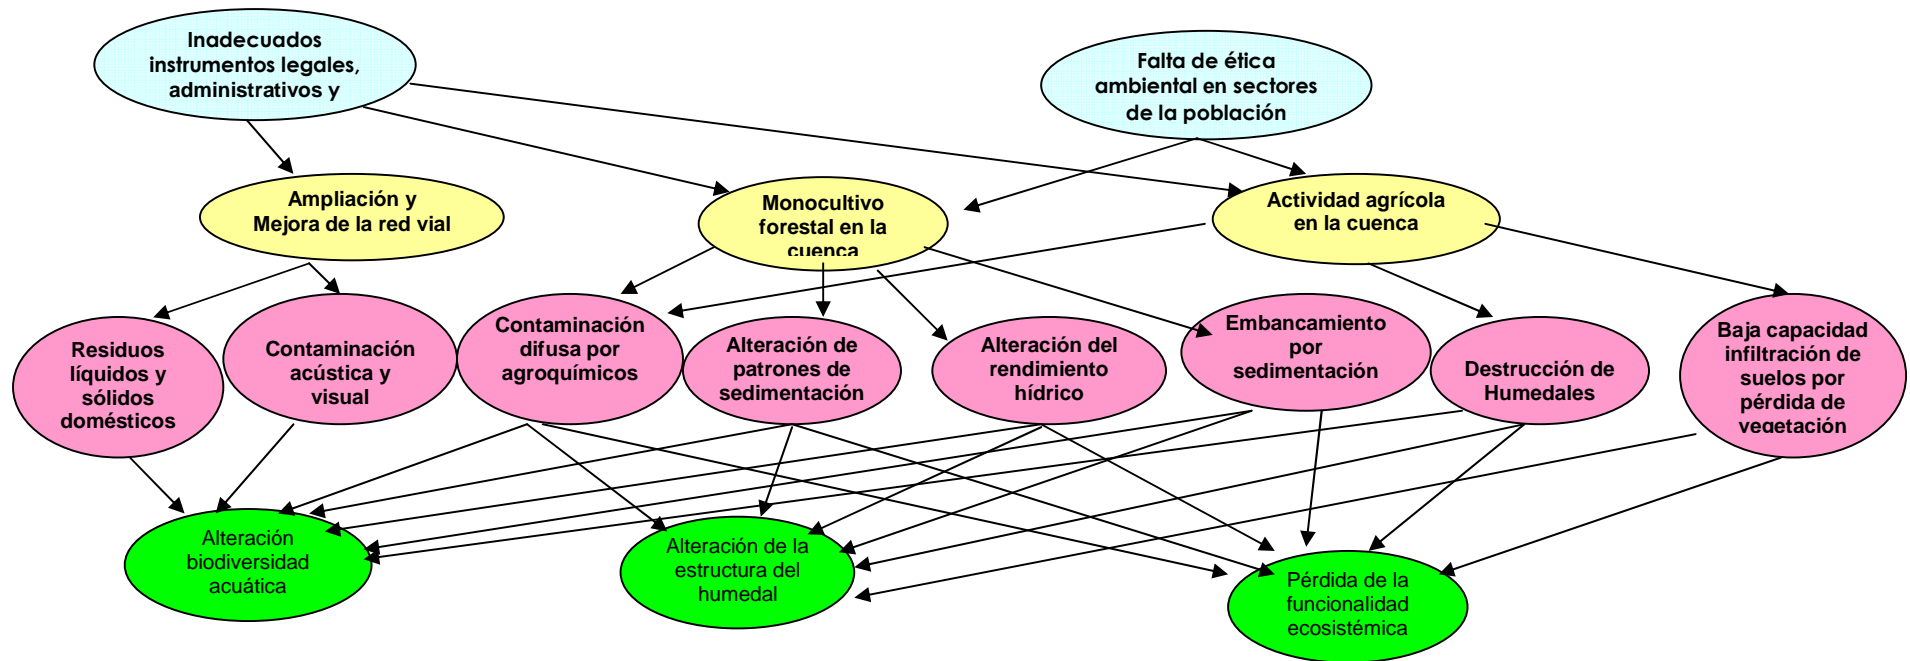 Inadecuados
instrumentos legales,
administrativos y
Falta de ética
ambiental en sectores
de la población
Ampliación y
Mejora de la red vial
Monocultivo
forestal en la
cuenca
Actividad agrícola
en la cuenca
Residuos
líquidos y
sólidos
domésticos
Contaminación
acústica y
visual
Contaminación
difusa por
agroquímicos
Alteración de
patrones de
sedimentación
Alteración del
rendimiento
hídrico
Embancamiento
por
sedimentación
Destrucción de
Humedales
Baja capacidad
infiltración de
suelos por
pérdida de
vegetación
Alteración
biodiversidad
acuática
Alteración de la
estructura del
humedal
Pérdida de la
funcionalidad
ecosistémica